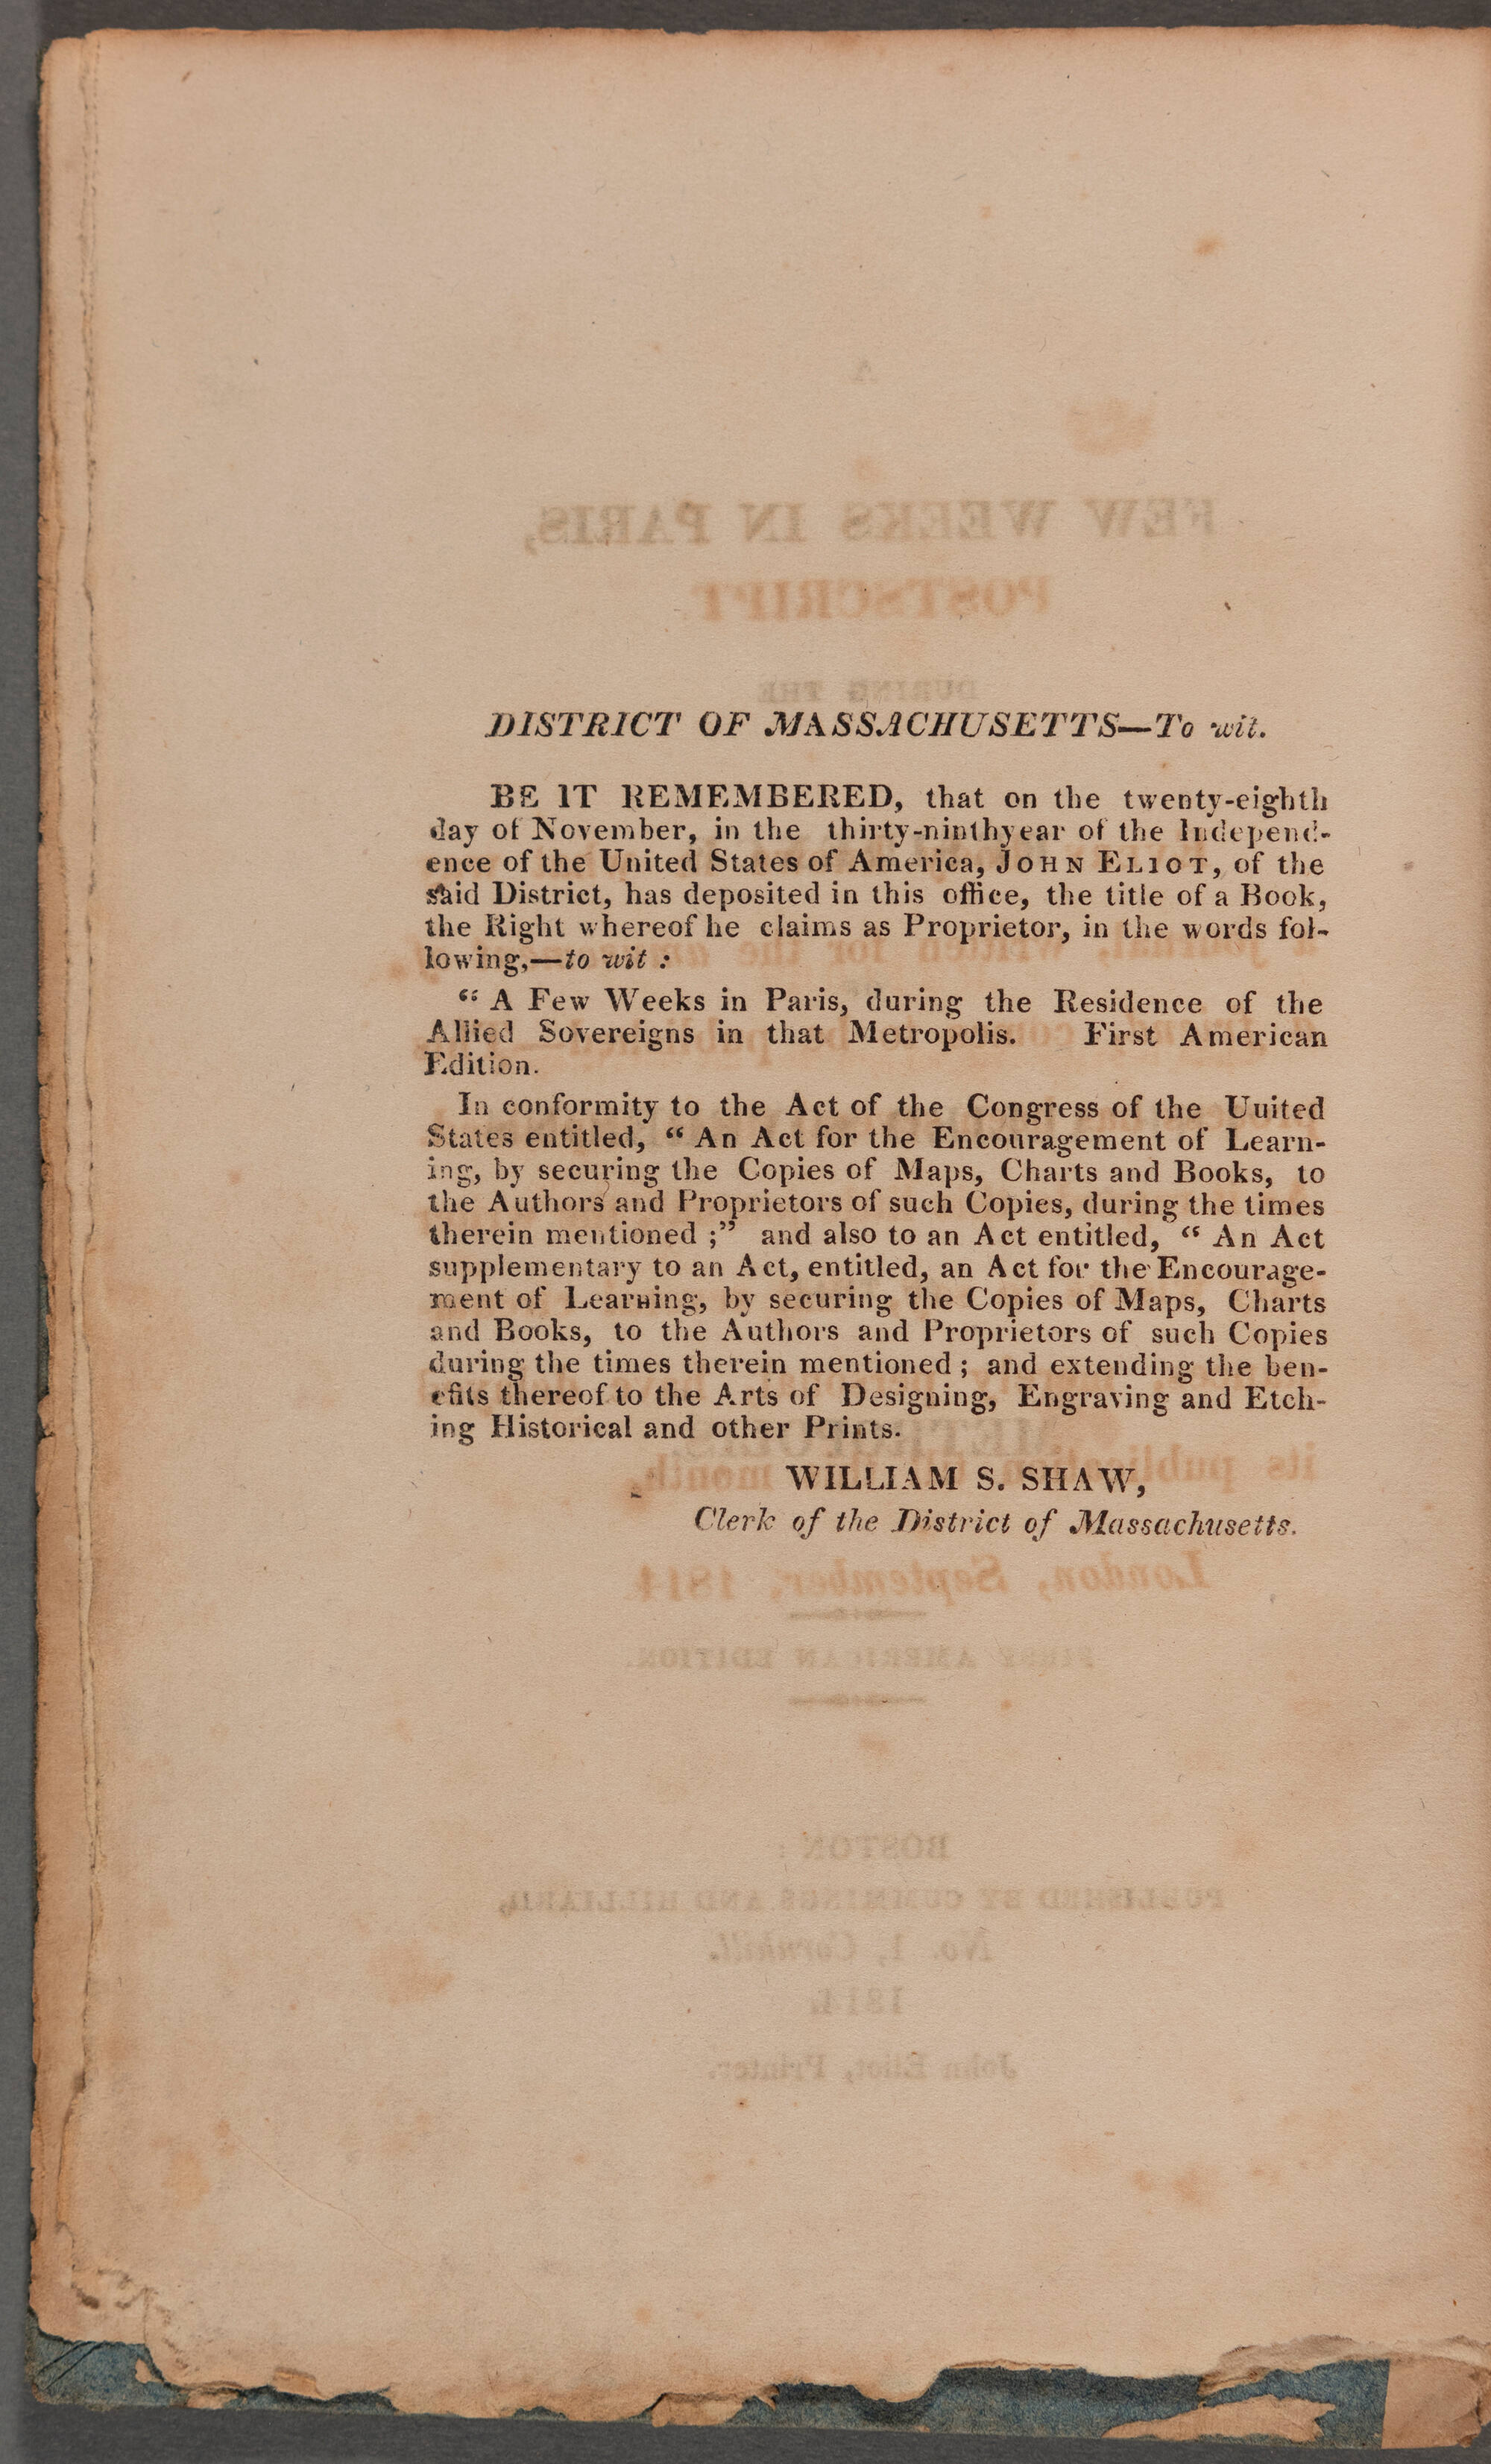 DISTRICT OF MASSACHUSETTS—To wit.
BE IT REMEMBERED, that on the twenty-eighth
day of November, in the thirty-ninthyear of the Independ-
ence of the United States of America, JOHN ELIOT, of the
said District, has deposited in this office, the title of a Book,
the Right whereof he claims as Proprietor, in the words fol-
lowing,—to wit :
“ A Few Weeks in Paris, during the Residence of the
Allied Sovereigns in that Metropolis. First American
Edition.
In conformity to the Act of the Congress of the Uuited
States entitled, “ An Act for the Encouragement of Learn-
ing, by securing the Copies of Maps, Charts and Books, to
the Authors and Proprietors of such Copies, during the times
therein mentioned ;” and also to an Act entitled, “ An Act
supplementary to an Act, entitled, an Act for the Encourage-
ment of Learning, by securing the Copies of Maps, Charts
and Books, to the Authors and Proprietors of such Copies
during the times therein mentioned ; and extending the ben-
efits thereof to the Arts of Designing, Engraving and Etch-
ing Historical and other Prints.
WILLIAM S. SHAW,
Clerk of the District of Massachusetts.